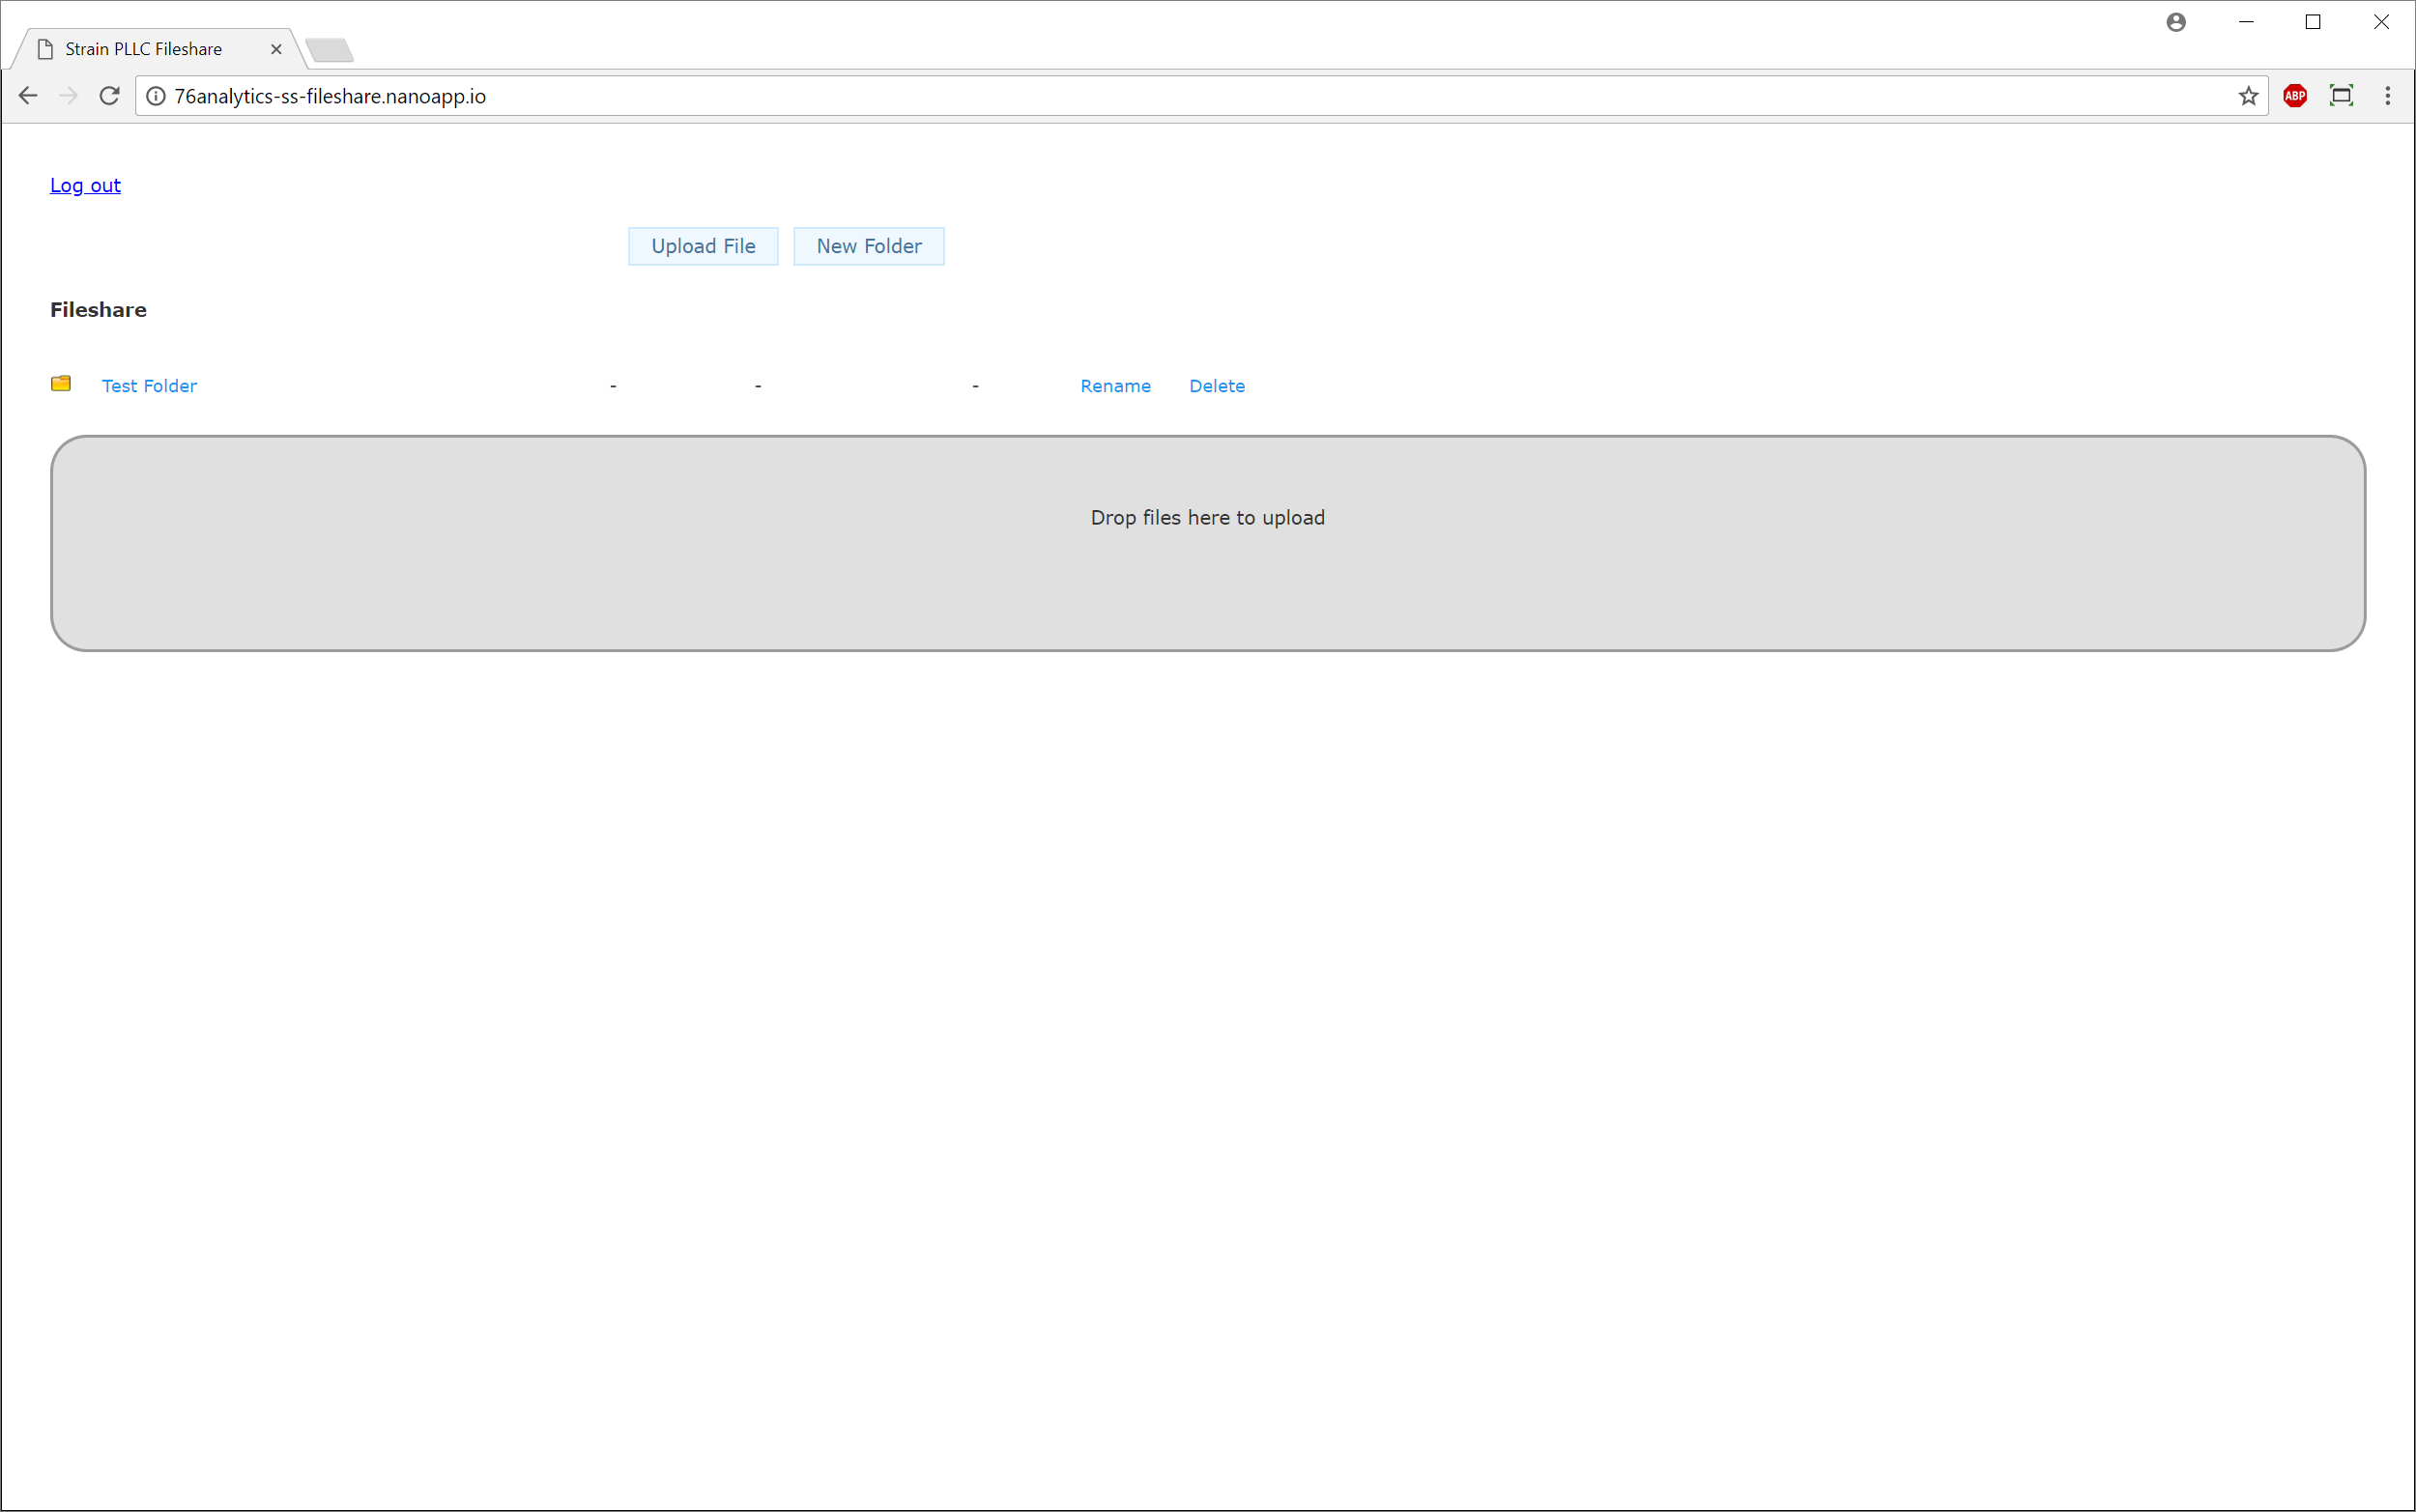 Strain PLLC Fileshare
76analytics-ss-fileshare.nanoapp.io
ABP
Log out
Upload File New Folder
Fileshare
Test Folder - - - Rename Delete
Drop files here to upload